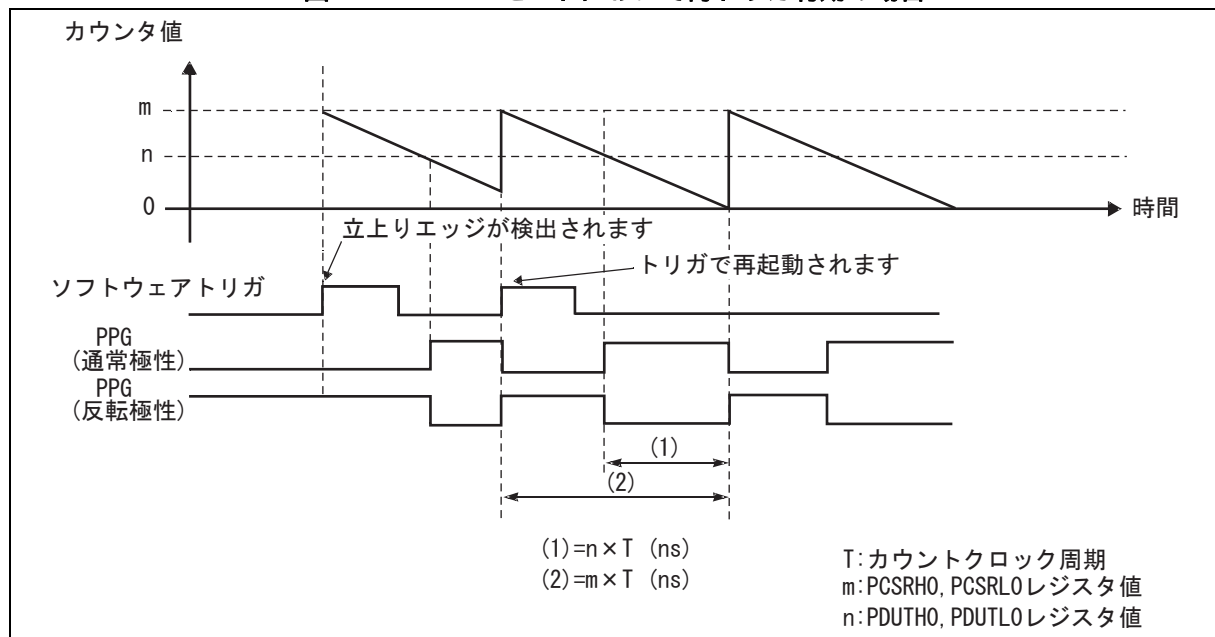 カウンタ値
m
n
0
時間
立上りエッジが検出されます
トリガで再起動されます
ソフトウェアトリガ
PPG
(通常極性)
PPG
(反転極性)
(1)
(2)
(1)=n×T (ns)
(2)=m×T (ns)
T:カウントクロック周期
m:PCSRH0,PCSRL0レジスタ値
n:PDUTH0,PDUTL0レジスタ値